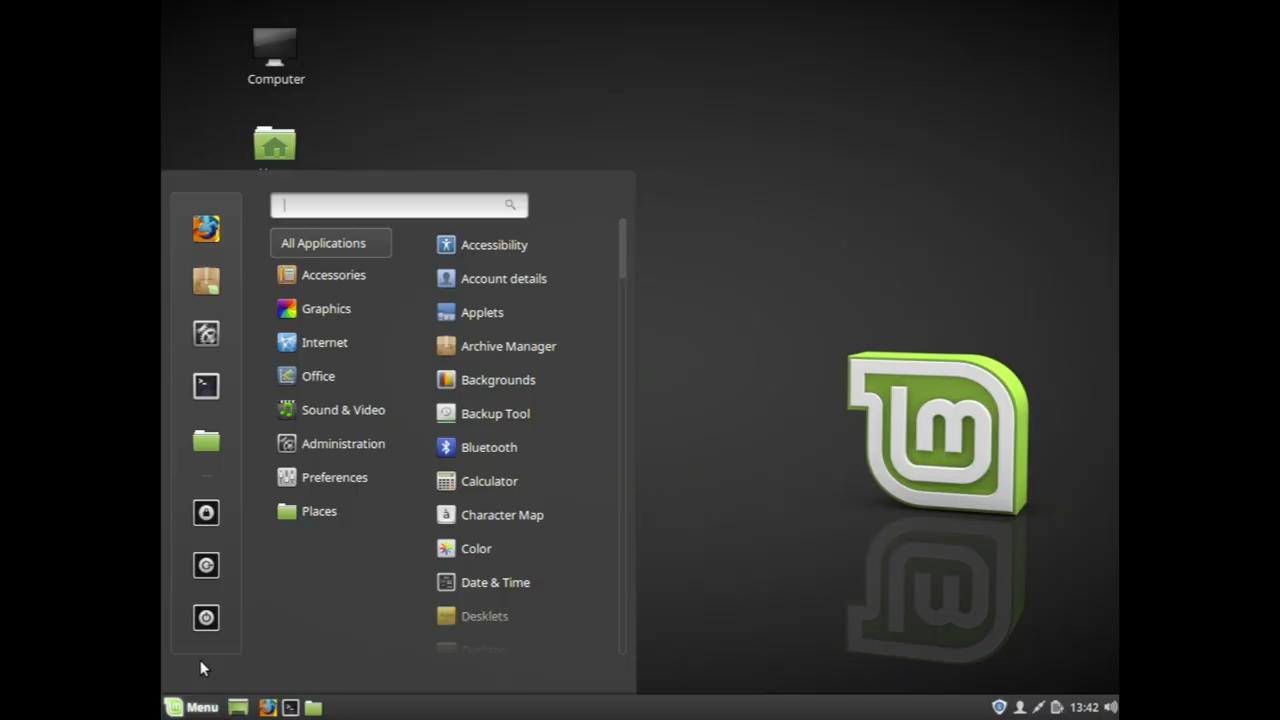 Computer
All Applications
Accessories
Graphics
Internet
Office
Sound & Video
Administration
Preferences
Places
Accessibility
Account details
Applets
Archive Manager
Backgrounds
Backup Tool
Bluetooth
Calculator
Character Map
Color
Date & Time
Desklets
Menu
13:42